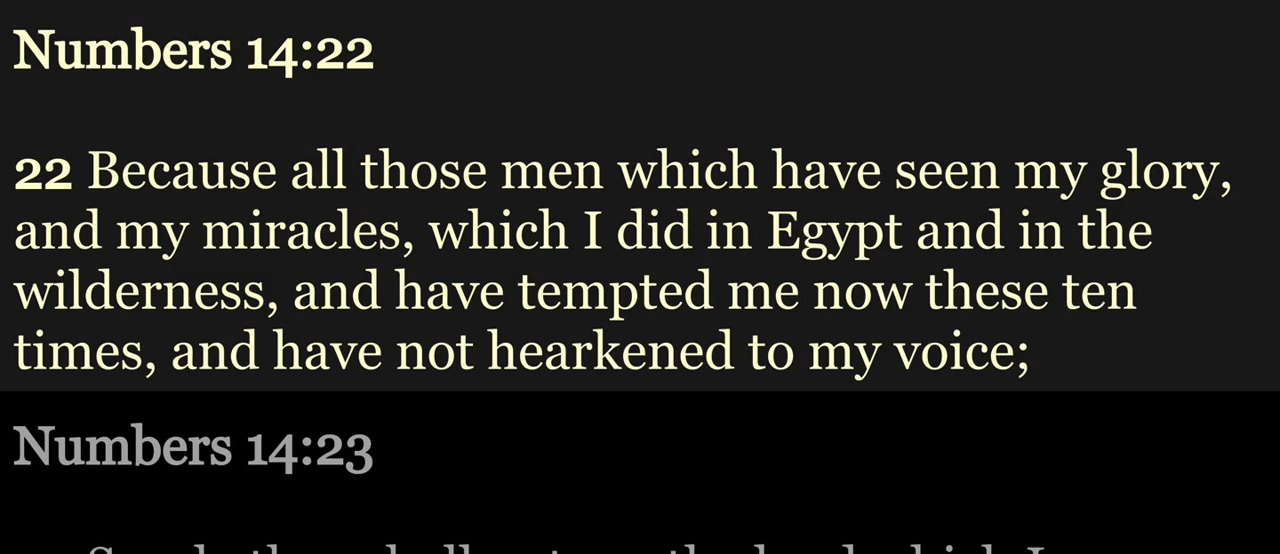 Numbers 14:22
22 Because all those men which have seen my glory,
and my miracles, which I did in Egypt and in the
wilderness, and have tempted me now these ten
times, and have not hearkened to my voice;
Numbers 14:23